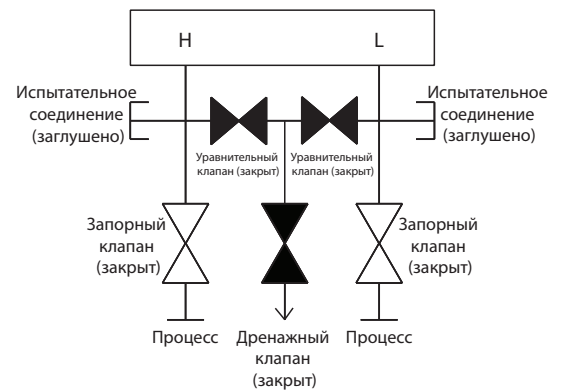 H
L
Испытательное
соединение
(заглушено)
Испытательное
соединение
(заглушено)
Уравнительный
клапан (закрыт)
Уравнительный
клапан (закрыт)
Запорный
клапан
(закрыт)
Запорный
клапан
(закрыт)
Процесс
Дренажный
клапан
(закрыт)
Процесс